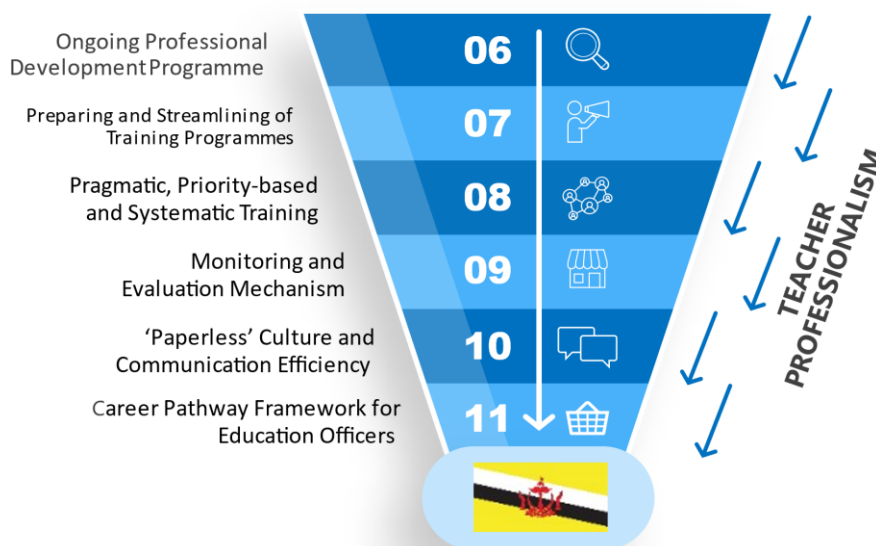 Ongoing Professional
Development Programme
06
Preparing and Streamlining of
Training Programmes
07
Pragmatic, Priority-based
and Systematic Training
08
Monitoring and
Evaluation Mechanism
09
‘Paperless’ Culture and
Communication Efficiency
10
Career Pathway Framework for
Education Officers
11
TEACHER
PROFESSIONALISM